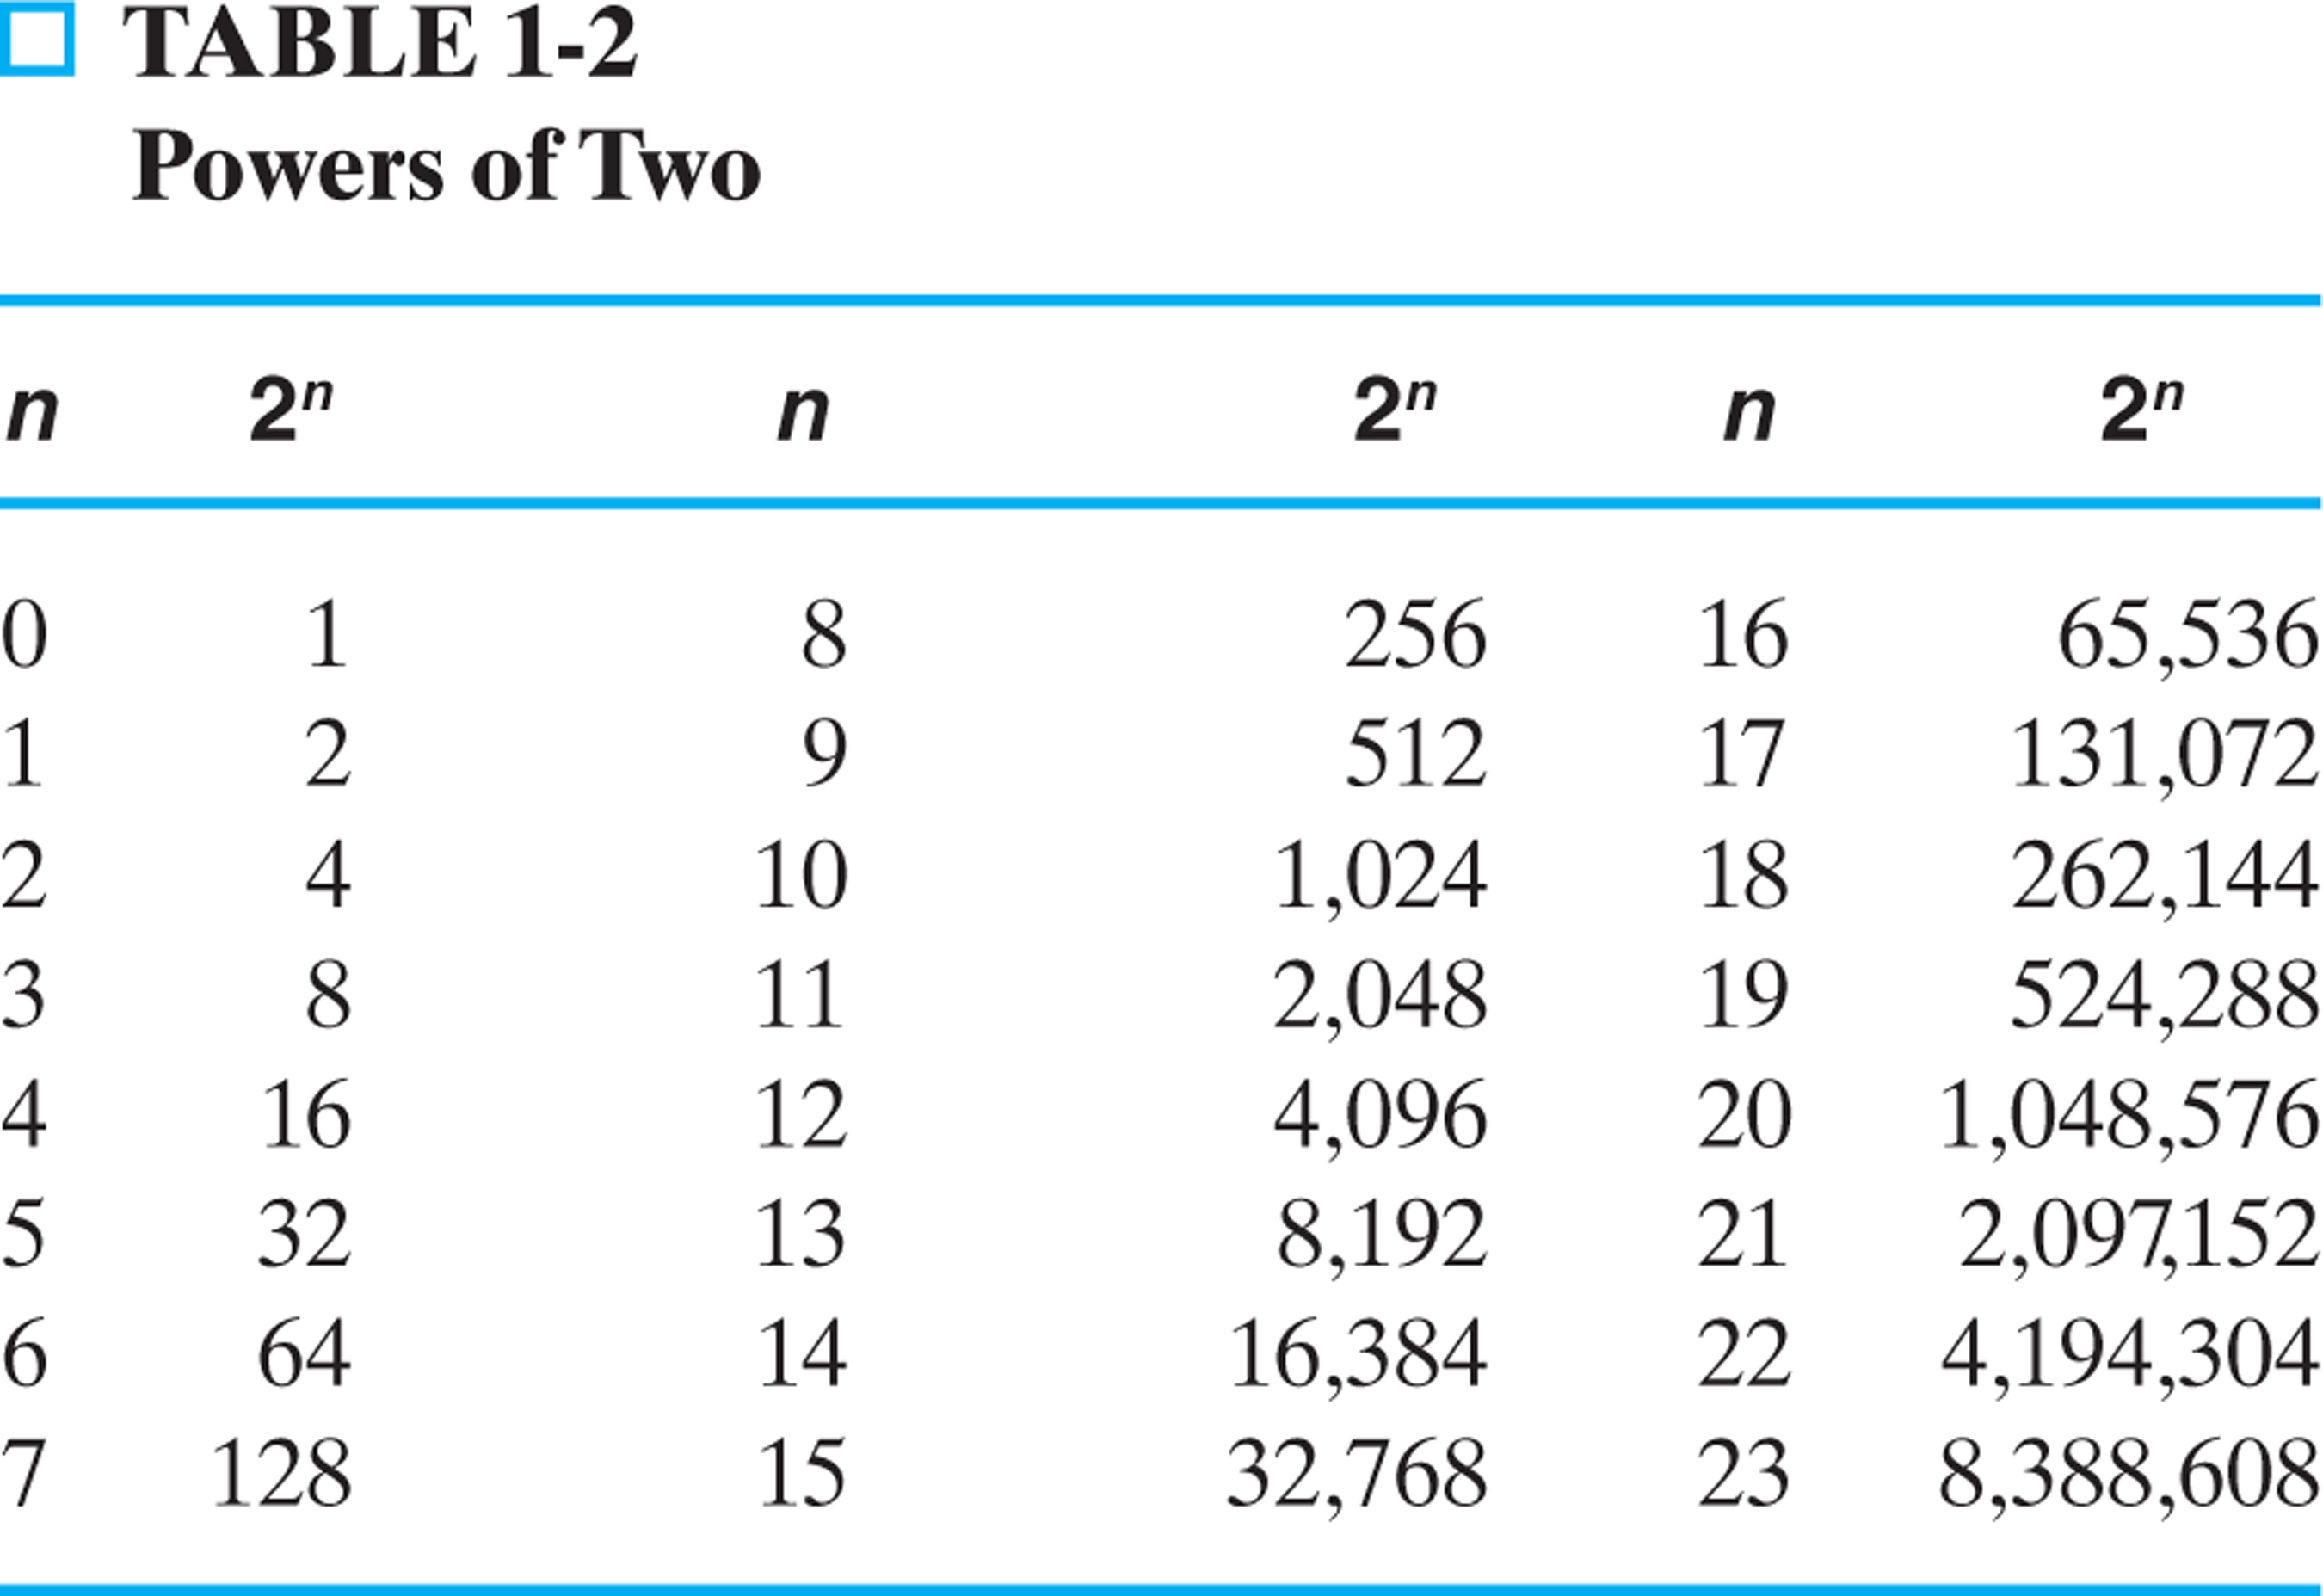 TABLE 1-2
Powers of Two
n 2ⁿ n 2ⁿ n 2ⁿ
0 1 8 256 16 65,536
1 2 9 512 17 131,072
2 4 10 1,024 18 262,144
3 8 11 2,048 19 524,288
4 16 12 4,096 20 1,048,576
5 32 13 8,192 21 2,097,152
6 64 14 16,384 22 4,194,304
7 128 15 32,768 23 8,388,608